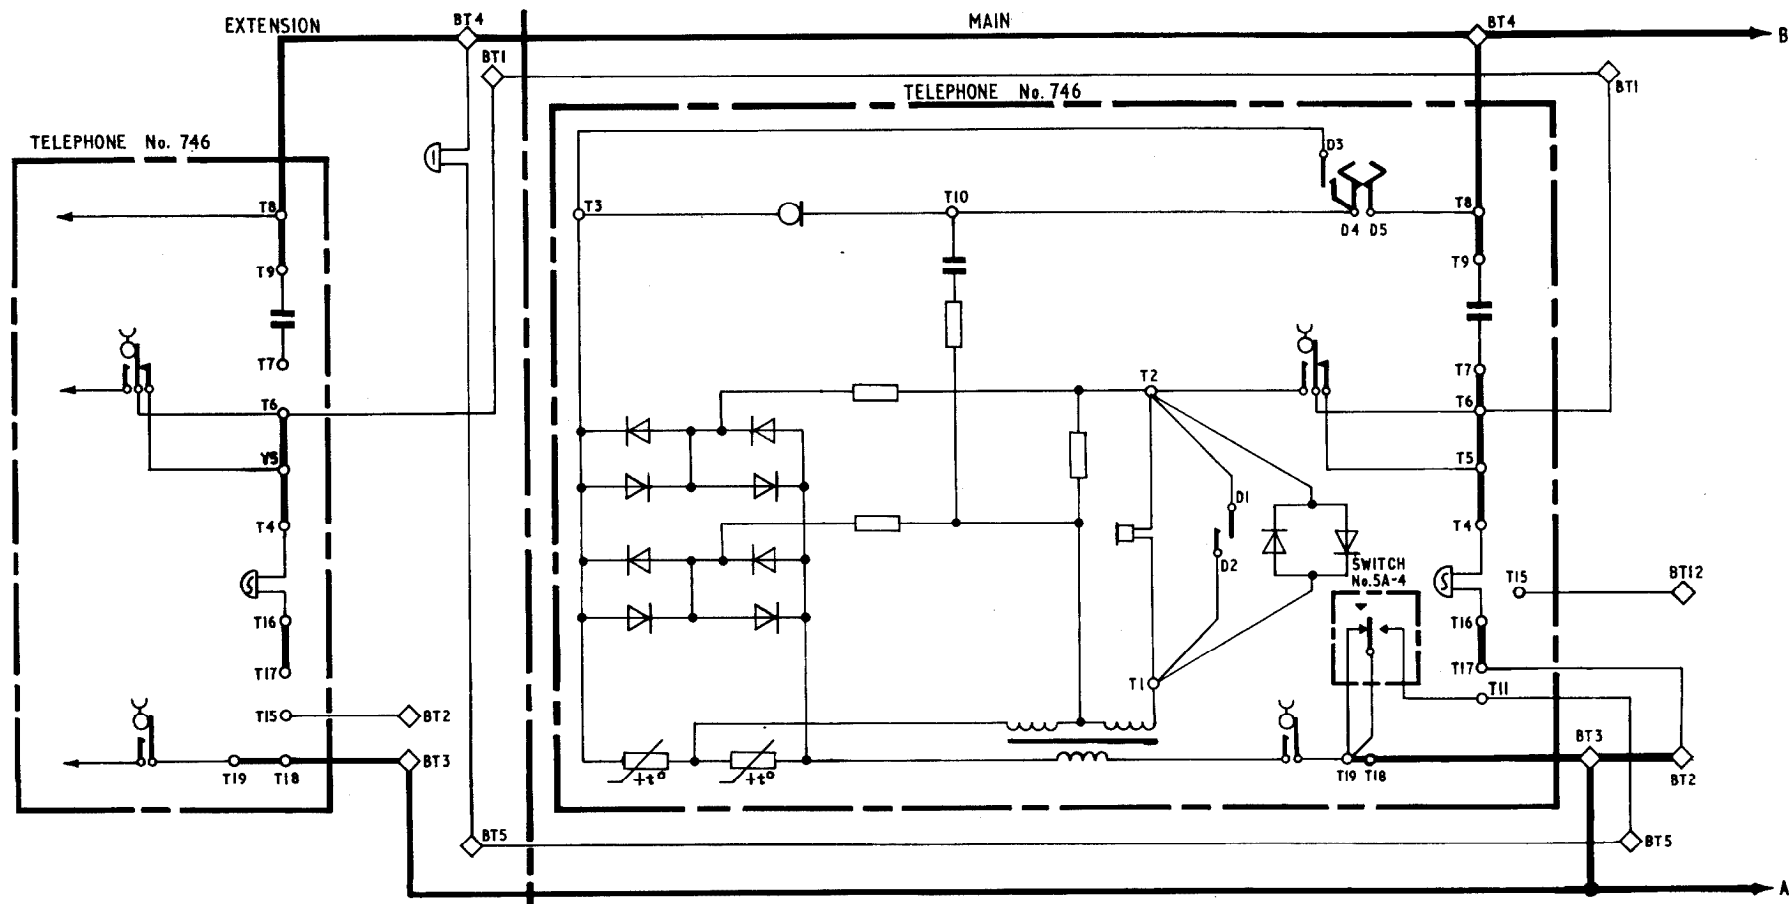 EXTENSION
BT4
MAIN
BT4
B
BT1
BT1
TELEPHONE No. 746
TELEPHONE No. 746
D3
T8
T3
T10
T8
D4 D5
T9
T9
T7
T2
T7
T6
T6
Y5
T5
T4
D1
T4
D2
SWITCH
No.5A-4
T15
BT12
T16
T16
T17
T17
T1
T11
T15
BT2
BT3
BT3
T19
T18
+t°
+t°
T19
T18
BT2
BT5
BT5
A